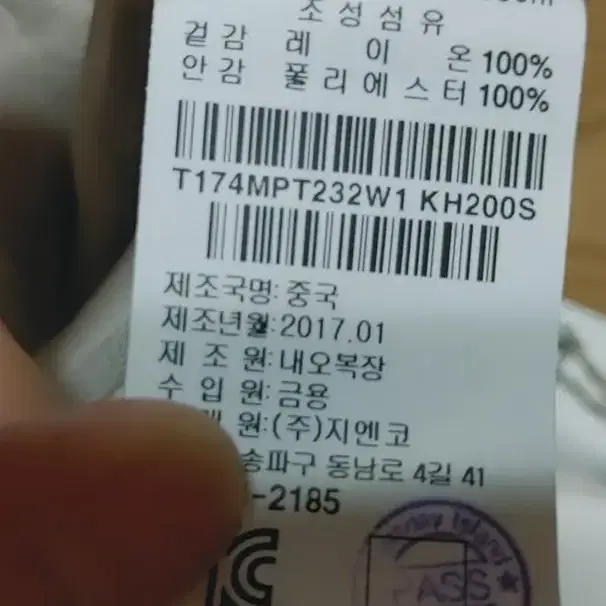 조성섬유
겉감 레이온 100%
안감 폴리에스터 100%
T174MPT232W1 KH200S
제조국명: 중국
제조년월: 2017.01
제 조 원: 내오복장
수 입 원: 금용
원: (주)지엔코
송파구 동남로 4길 41
-2185
Island
PASS